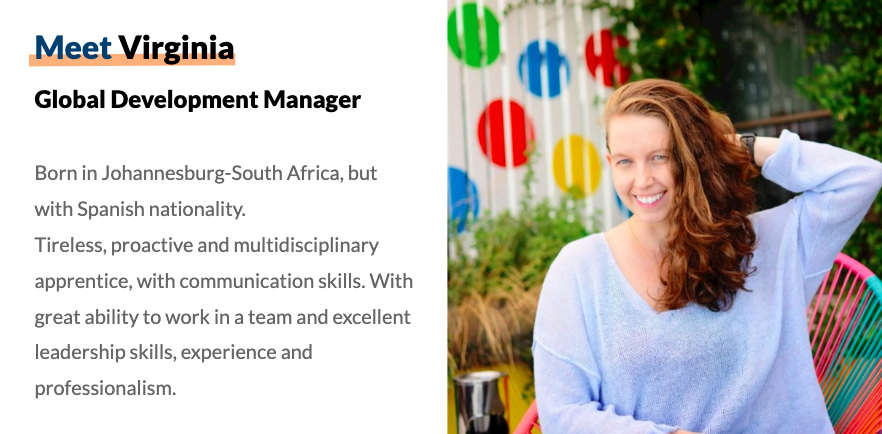 Meet Virginia
Global Development Manager
Born in Johannesburg-South Africa, but
with Spanish nationality.
Tireless, proactive and multidisciplinary
apprentice, with communication skills. With
great ability to work in a team and excellent
leadership skills, experience and
professionalism.